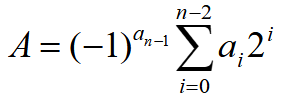 A = (-1)^{a_{n-1}} \sum_{i=0}^{n-2} a_i 2^i